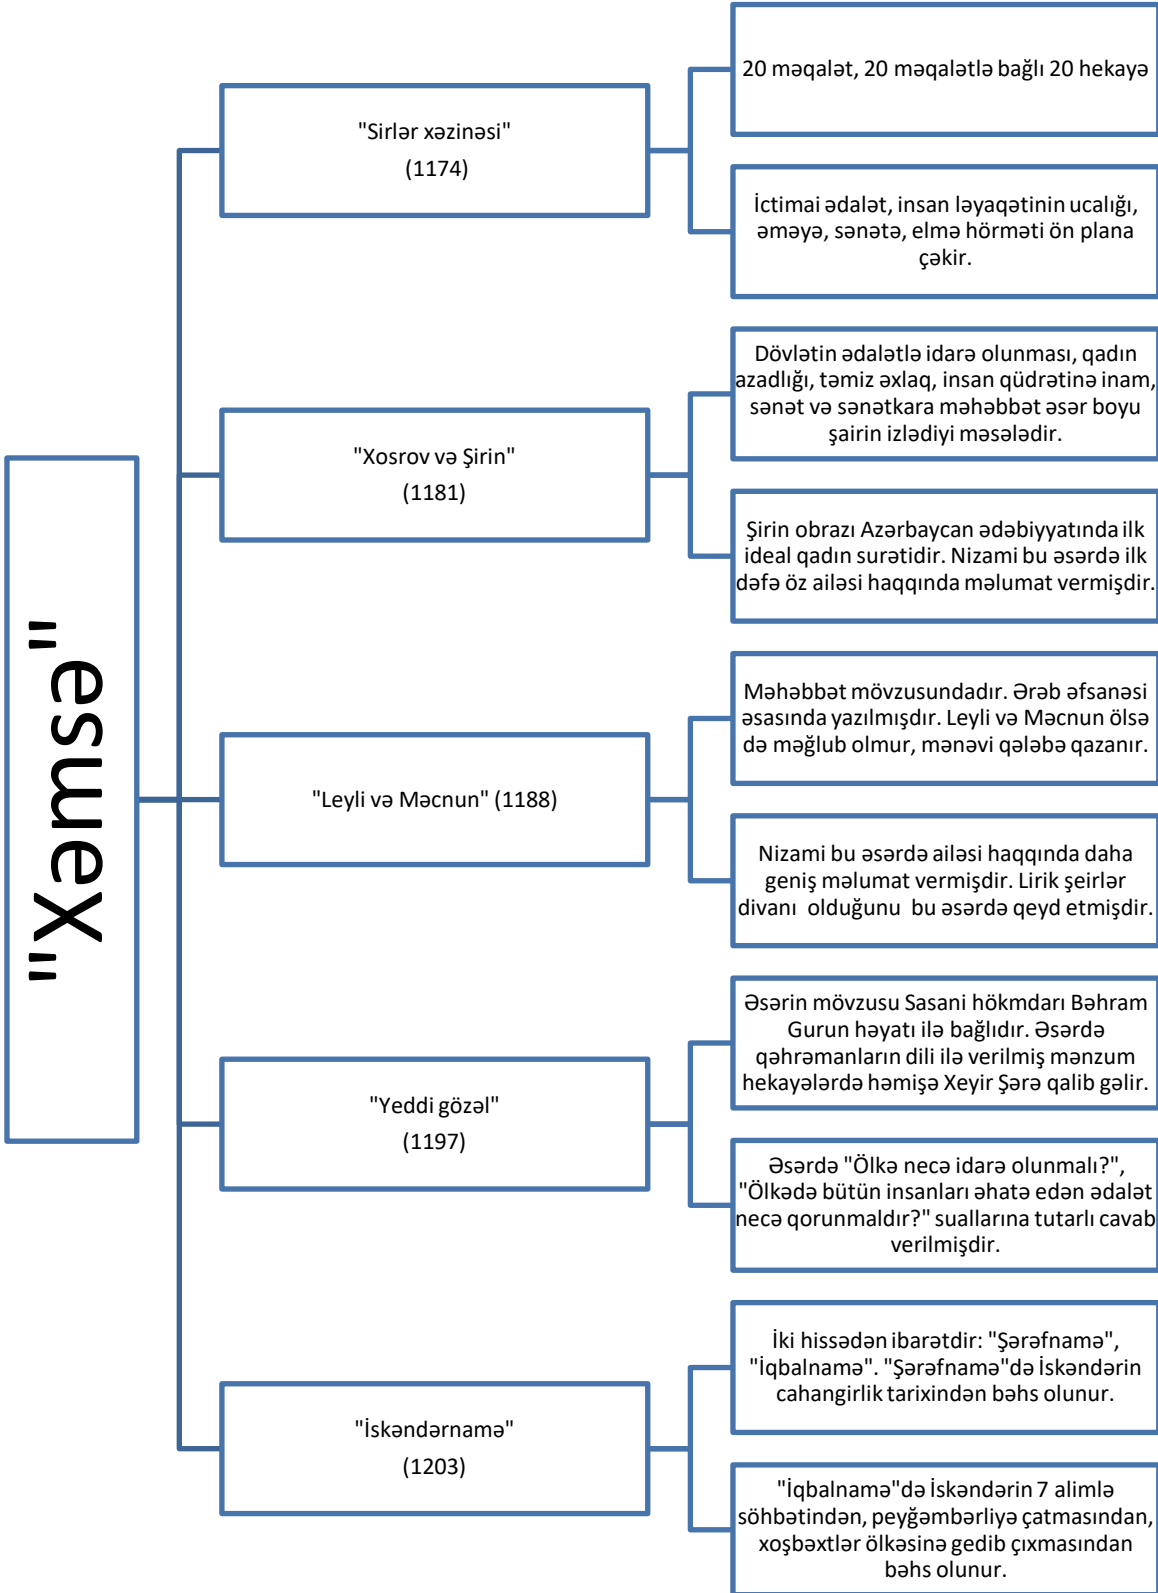 "Xəmsə"
"Sirlər xəzinəsi"
(1174)
20 məqalət, 20 məqalətlə bağlı 20 hekayə
İctimai ədalət, insan ləyaqətinin ucalığı,
əməyə, sənətə, elmə hörməti ön plana
çəkir.
"Xosrov və Şirin"
(1181)
Dövlətin ədalətlə idarə olunması, qadın
azadlığı, təmiz əxlaq, insan qüdrətinə inam,
sənət və sənətkara məhəbbət əsər boyu
şairin izlədiyi məsələdir.
Şirin obrazı Azərbaycan ədəbiyyatında ilk
ideal qadın surətidir. Nizami bu əsərdə ilk
dəfə öz ailəsi haqqında məlumat vermişdir.
"Leyli və Məcnun" (1188)
Məhəbbət mövzusundadır. Ərəb əfsanəsi
əsasında yazılmışdır. Leyli və Məcnun ölsə
də məğlub olmur, mənəvi qələbə qazanır.
Nizami bu əsərdə ailəsi haqqında daha
geniş məlumat vermişdir. Lirik şeirlər
divanı olduğunu bu əsərdə qeyd etmişdir.
"Yeddi gözəl"
(1197)
Əsərin mövzusu Sasani hökmdarı Bəhram
Gurun həyatı ilə bağlıdır. Əsərdə
qəhrəmanların dili ilə verilmiş mənzum
hekayələrdə həmişə Xeyir Şərə qalib gəlir.
Əsərdə "Ölkə necə idarə olunmalı?",
"Ölkədə bütün insanları əhatə edən ədalət
necə qorunmaldır?" suallarına tutarlı cavab
verilmişdir.
"İskəndərnamə"
(1203)
İki hissədən ibarətdir: "Şərəfnamə",
"İqbalnamə". "Şərəfnamə"də İskəndərin
cahangirlik tarixindən bəhs olunur.
"İqbalnamə"də İskəndərin 7 alimlə
söhbətindən, peyğəmbərliyə çatmasından,
xoşbəxtlər ölkəsinə gedib çıxmasından
bəhs olunur.